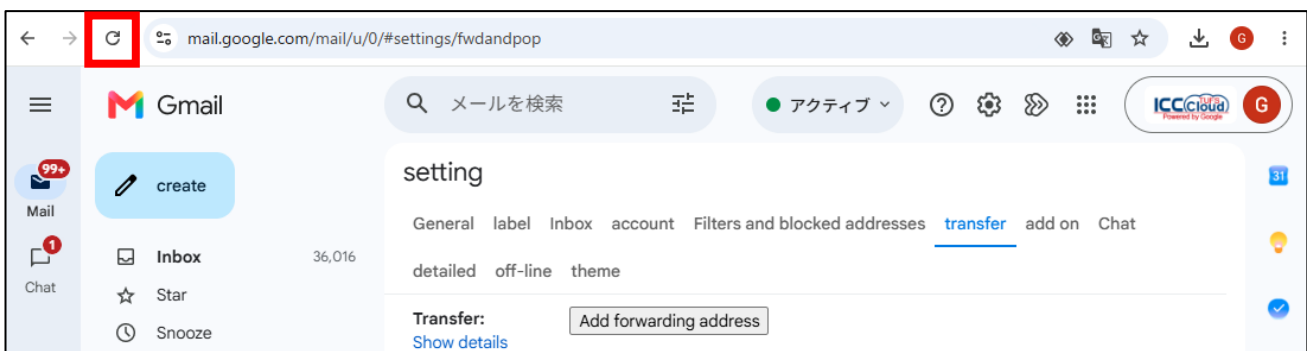 mail.google.com/mail/u/0/#settings/fwdandpop
G
Gmail
メールを検索
アクティブ
ICCCloud
Powered by Google
G
setting
99+
Mail
create
31
General label Inbox account Filters and blocked addresses transfer add on Chat
1
Chat
Inbox 36,016
detailed off-line theme
Star
Transfer: Add forwarding address
Snooze
Show details